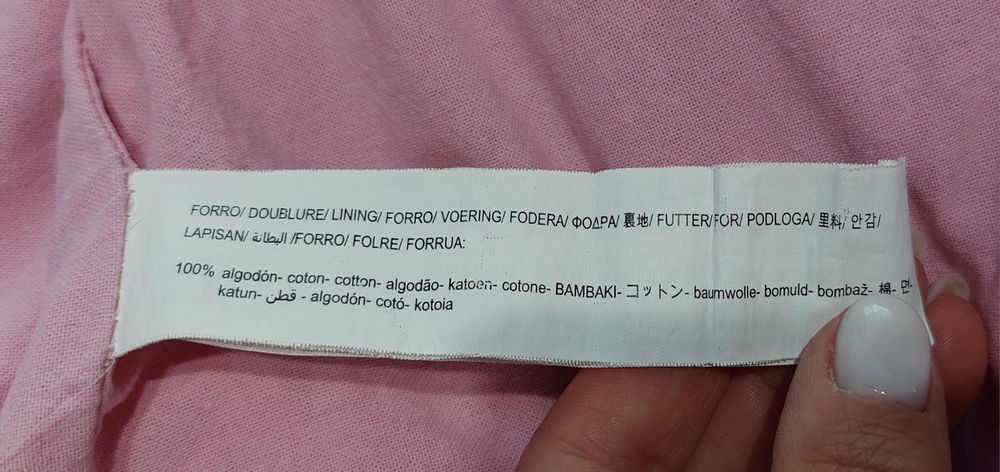 FORRO/ DOUBLURE/ LINING/ FORRO/ VOERING/ FODERA/ ΦΟΔΡΑ/ 裏地/ FUTTER/FOR/ PODLOGA/ 里料/ 안감/
LAPISAN/ البطانة /FORRO/ FOLRE/ FORRUA:
100% algodón- coton- cotton- algodão- katoen- cotone- BAMBAKI- コットン- baumwolle- bomuld- bombaž- 棉- 면-
katun- قطن - algodón- cotó- kotoia